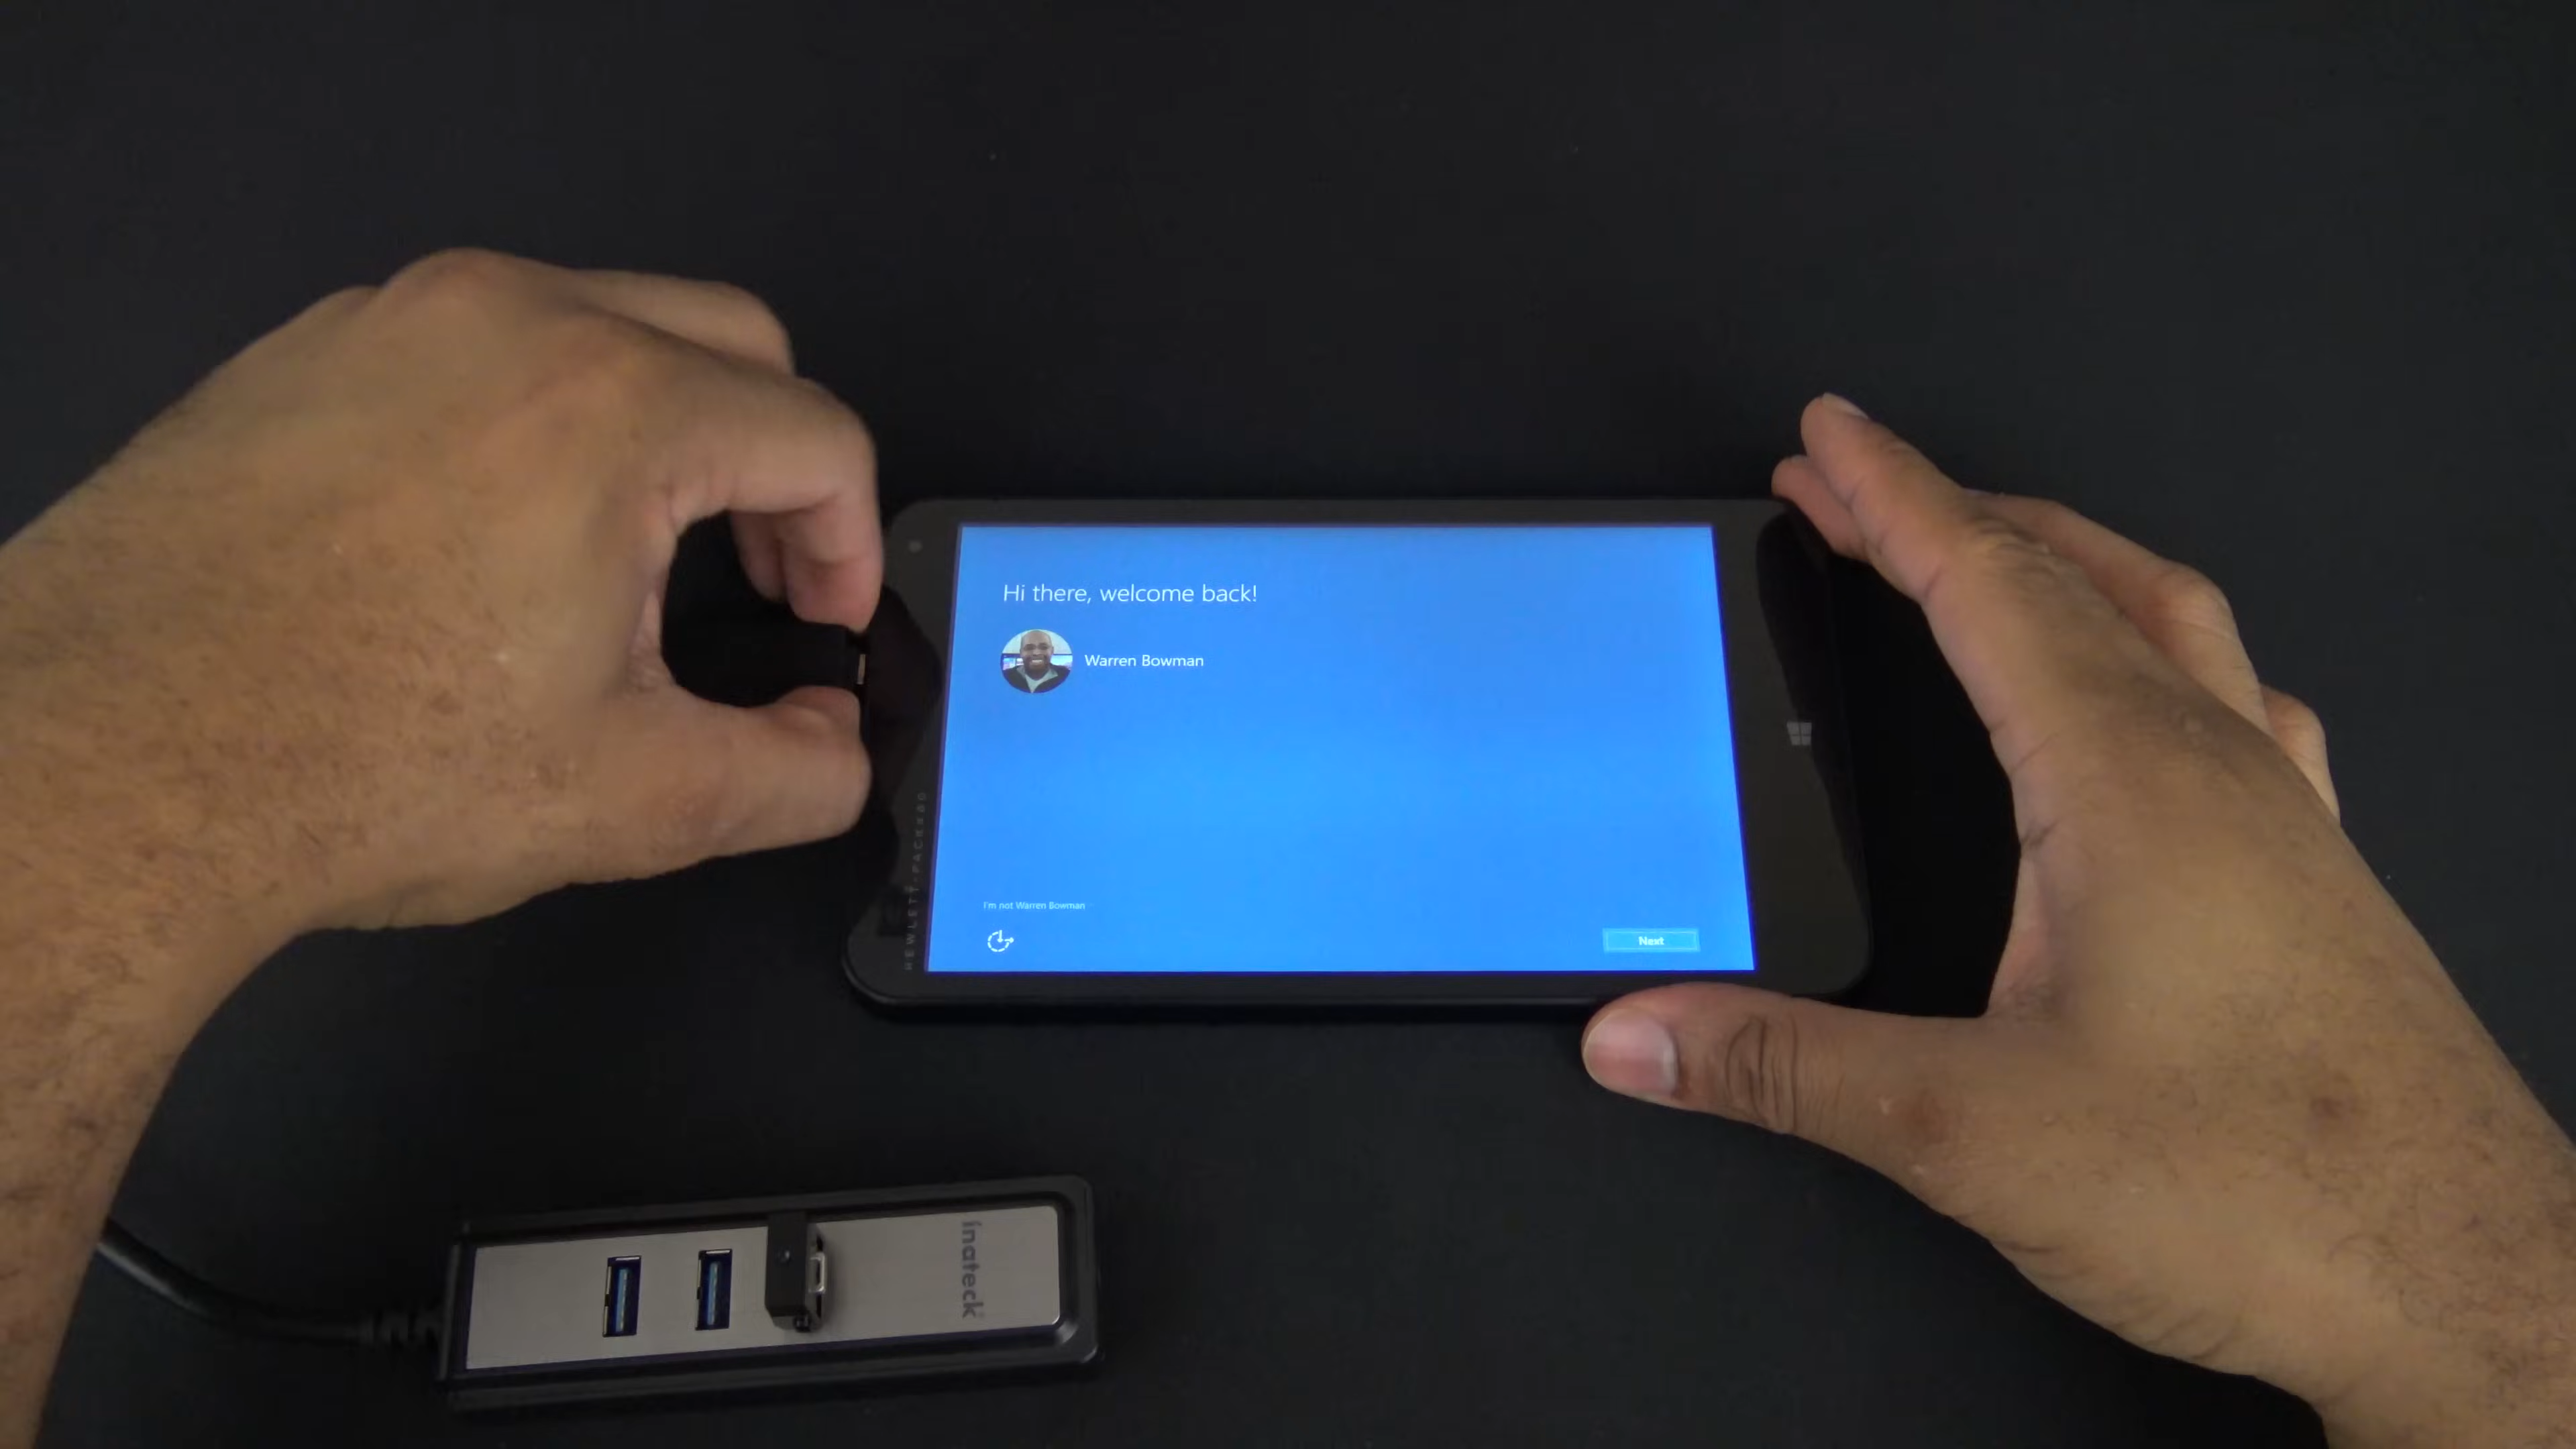 Hi there, welcome back!
Warren Bowman
I'm not Warren Bowman
Next
HEWLETT-PACKARD
inateck